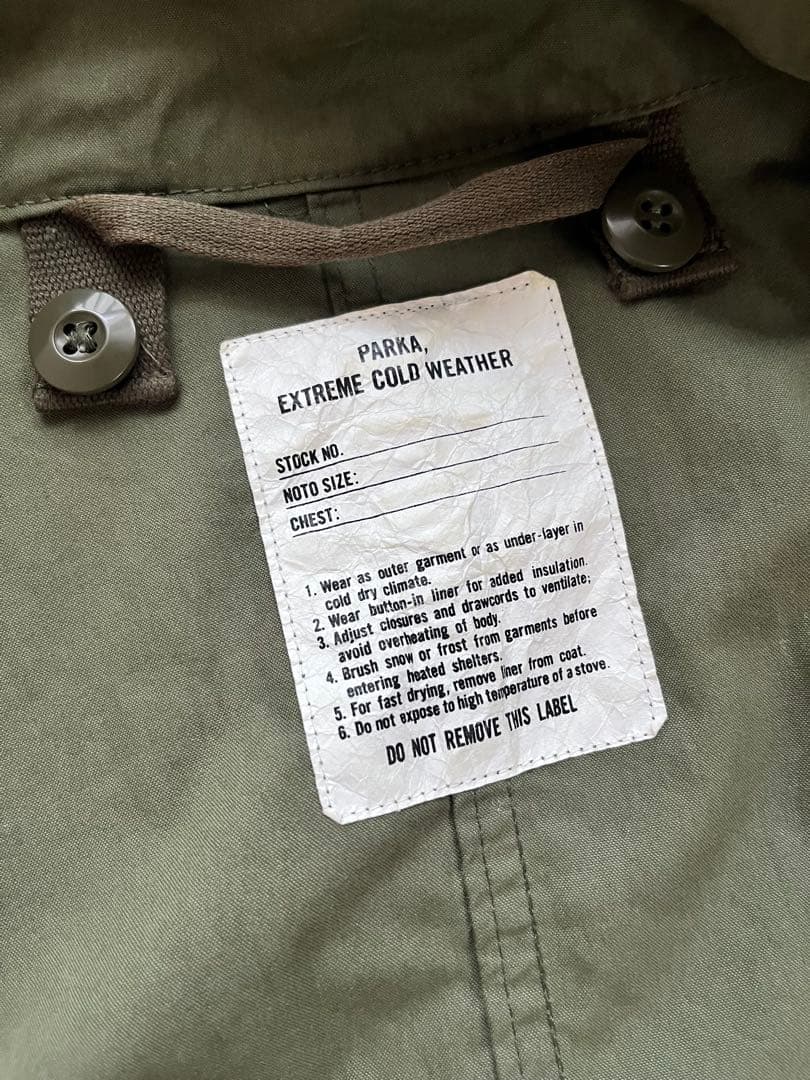 PARKA,
EXTREME COLD WEATHER
STOCK NO.
NOTO SIZE:
CHEST:
1. Wear as outer garment or as under-layer in
cold dry climate.
2. Wear button-in liner for added insulation.
3. Adjust closures and drawcords to ventilate;
avoid overheating of body.
4. Brush snow or frost from garments before
entering heated shelters.
5. For fast drying, remove liner from coat.
6. Do not expose to high temperature of a stove.
DO NOT REMOVE THIS LABEL